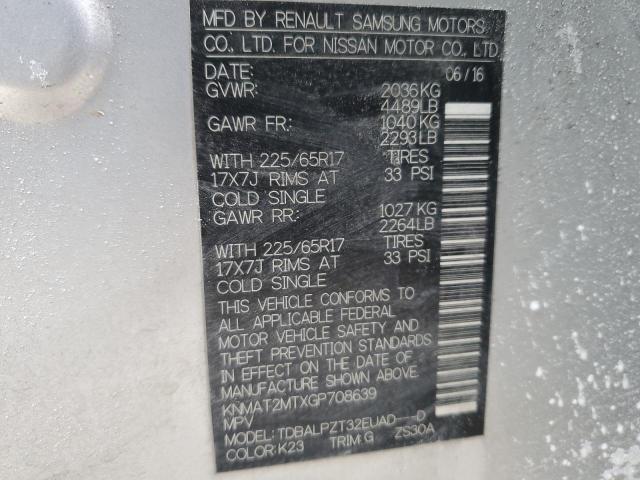 MFD BY RENAULT SAMSUNG MOTORS
CO., LTD. FOR NISSAN MOTOR CO., LTD
DATE: 06/16
GVWR: 2036KG
4489LB
GAWR FR: 1040 KG
2293LB
WITH 225/65R17 TIRES
17X7J RIMS AT 33 PSI
COLD SINGLE
GAWR RR: 1027 KG
2264LB
WITH 225/65R17 TIRES
17X7J RIMS AT 33 PSI
COLD SINGLE
THIS VEHICLE CONFORMS TO
ALL APPLICABLE FEDERAL
MOTOR VEHICLE SAFETY AND
THEFT PREVENTION STANDARDS
IN EFFECT ON THE DATE OF
MANUFACTURE SHOWN ABOVE
KNMAT2MTXGP708639
MPV
MODEL: TDBALPZT32EUAD---D
COLOR: K23 TRIM: G ZS30A